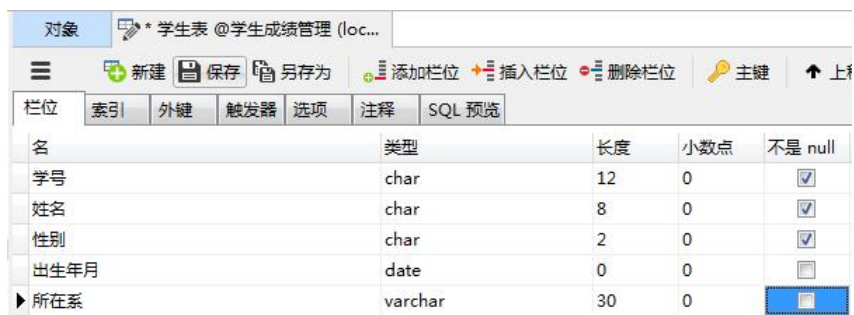 对象 * 学生表 @学生成绩管理 (loc...
新建 保存 另存为 添加栏位 插入栏位 删除栏位 主键 上
栏位 索引 外键 触发器 选项 注释 SQL 预览
名 类型 长度 小数点 不是 null
学号 char 12 0
姓名 char 8 0
性别 char 2 0
出生年月 date 0 0
所在系 varchar 30 0